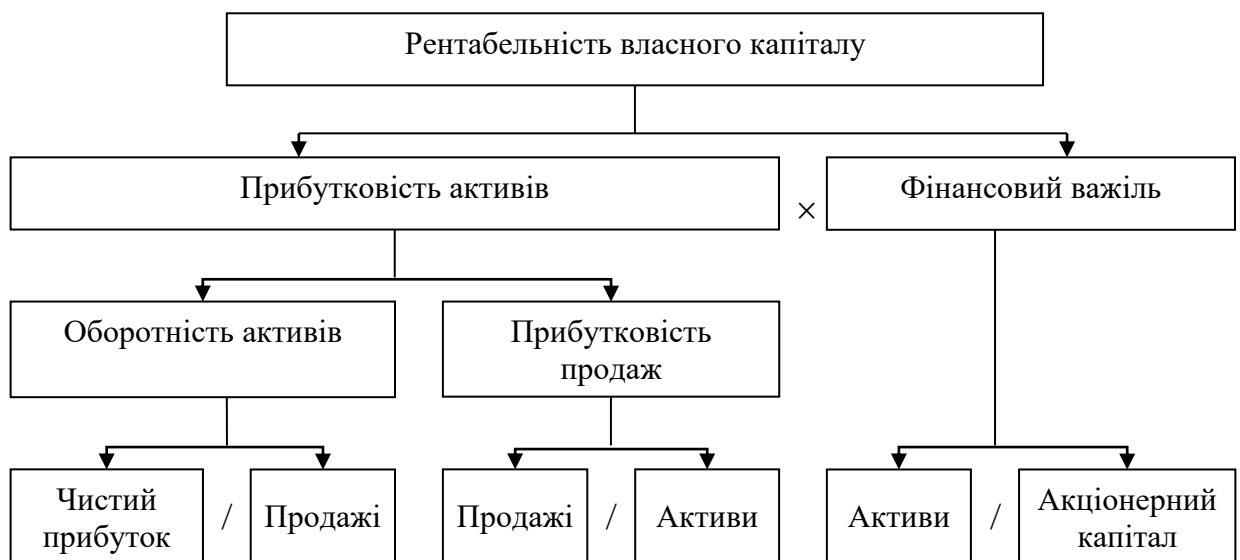 Рентабельність власного капіталу
Прибутковість активів
×
Фінансовий важіль
Оборотність активів
Прибутковість
продаж
Чистий
прибуток
/
Продажі
Продажі
/
Активи
Активи
/
Акціонерний
капітал